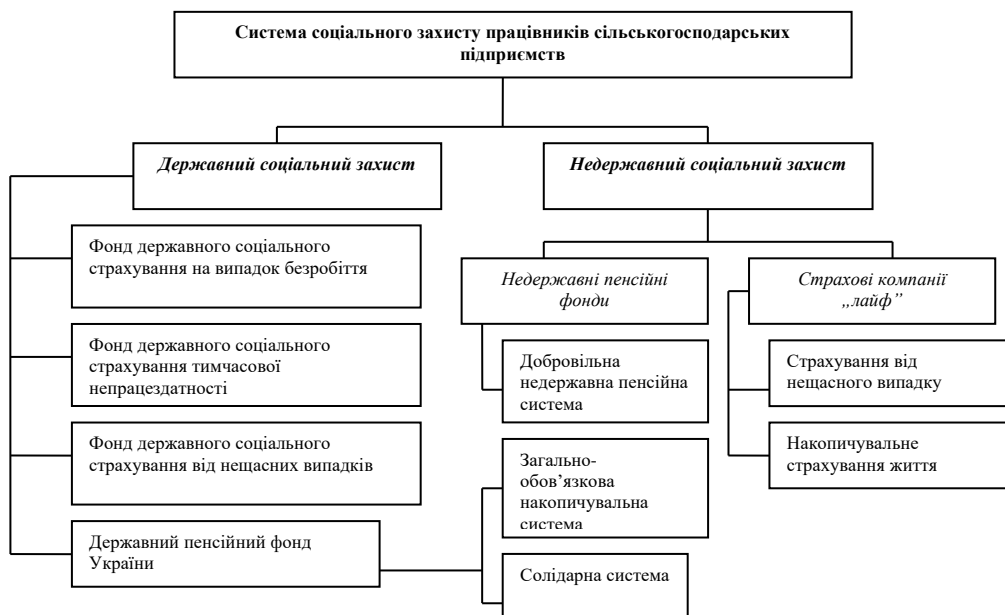 Система соціального захисту працівників сільськогосподарських
підприємств
Державний соціальний захист
Недержавний соціальний захист
Фонд державного соціального
страхування на випадок безробіття
Фонд державного соціального
страхування тимчасової
непрацездатності
Фонд державного соціального
страхування від нещасних випадків
Державний пенсійний фонд
України
Недержавні пенсійні
фонди
Добровільна
недержавна пенсійна
система
Загально-
обов’язкова
накопичувальна
система
Солідарна система
Страхові компанії
„лайф”
Страхування від
нещасного випадку
Накопичувальне
страхування життя